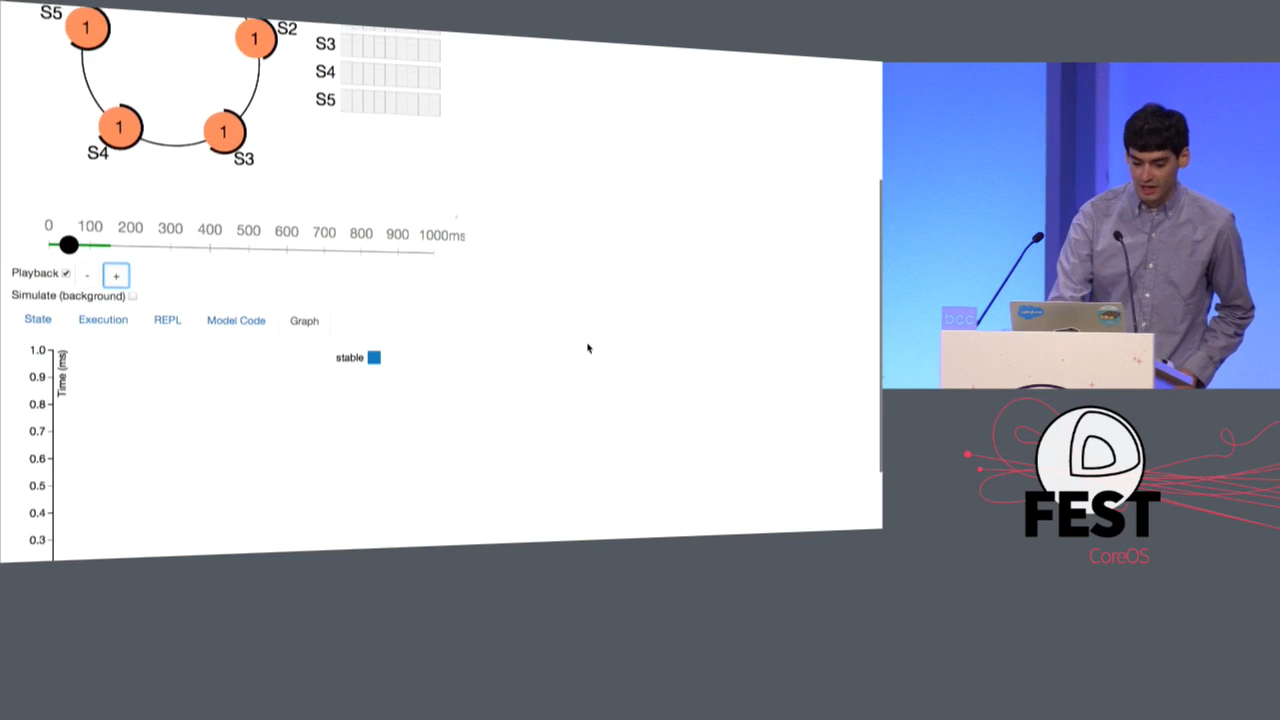 S5
1
S2
1
S3
S4
S5
1
1
S4
S3
0 100 200 300 400 500 600 700 800 900 1000ms
Playback - +
Simulate (background)
State Execution REPL Model Code Graph
1.0
Time (ms)
stable
0.9
0.8
0.7
0.6
0.5
0.4
0.3
bcc
FEST
CoreOS